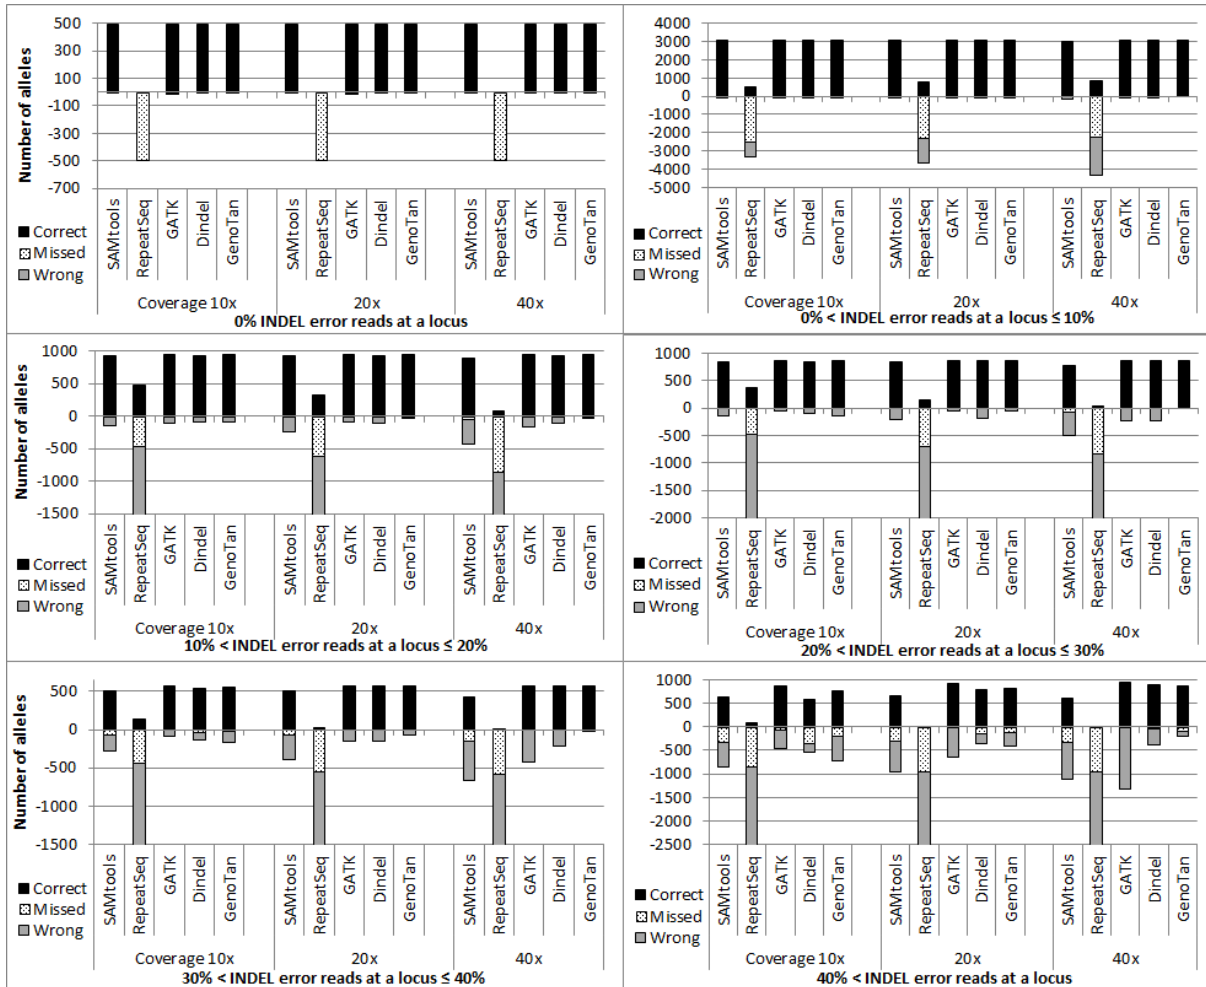 Number of alleles
500
300
100
-100
-300
-500
-700
SAMtools
RepeatSeq
GATK
Dindel
GenoTan
SAMtools
RepeatSeq
GATK
Dindel
GenoTan
SAMtools
RepeatSeq
GATK
Dindel
GenoTan
Correct
Missed
Wrong
Coverage 10x
20x
40x
0% INDEL error reads at a locus
4000
3000
2000
1000
0
-1000
-2000
-3000
-4000
-5000
SAMtools
RepeatSeq
GATK
Dindel
GenoTan
SAMtools
RepeatSeq
GATK
Dindel
GenoTan
SAMtools
RepeatSeq
GATK
Dindel
GenoTan
Correct
Missed
Wrong
Coverage 10x
20x
40x
0% < INDEL error reads at a locus ≤ 10%
Number of alleles
1000
500
0
-500
-1000
-1500
SAMtools
RepeatSeq
GATK
Dindel
GenoTan
SAMtools
RepeatSeq
GATK
Dindel
GenoTan
SAMtools
RepeatSeq
GATK
Dindel
GenoTan
Correct
Missed
Wrong
Coverage 10x
20x
40x
10% < INDEL error reads at a locus ≤ 20%
1000
500
0
-500
-1000
-1500
-2000
SAMtools
RepeatSeq
GATK
Dindel
GenoTan
SAMtools
RepeatSeq
GATK
Dindel
GenoTan
SAMtools
RepeatSeq
GATK
Dindel
GenoTan
Correct
Missed
Wrong
Coverage 10x
20x
40x
20% < INDEL error reads at a locus ≤ 30%
Number of alleles
500
0
-500
-1000
-1500
SAMtools
RepeatSeq
GATK
Dindel
GenoTan
SAMtools
RepeatSeq
GATK
Dindel
GenoTan
SAMtools
RepeatSeq
GATK
Dindel
GenoTan
Correct
Missed
Wrong
Coverage 10x
20x
40x
30% < INDEL error reads at a locus ≤ 40%
1000
500
0
-500
-1000
-1500
-2000
-2500
SAMtools
RepeatSeq
GATK
Dindel
GenoTan
SAMtools
RepeatSeq
GATK
Dindel
GenoTan
SAMtools
RepeatSeq
GATK
Dindel
GenoTan
Correct
Missed
Wrong
Coverage 10x
20x
40x
40% < INDEL error reads at a locus